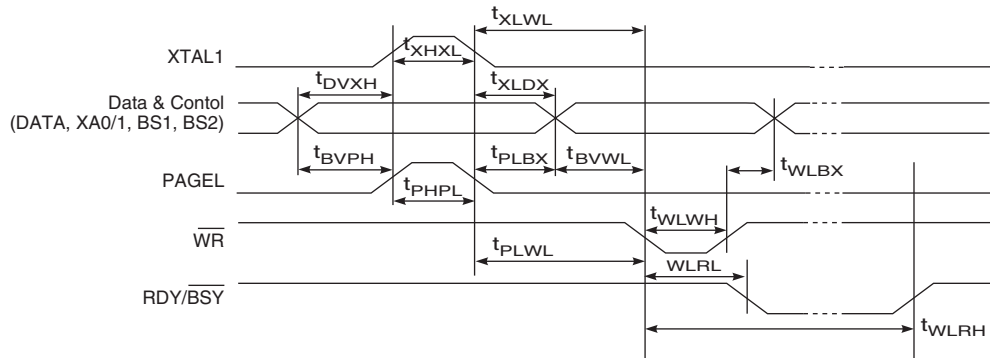 tXLWL
XTAL1
tXHXL
tDVXH
tXLDX
Data & Contol
(DATA, XA0/1, BS1, BS2)
tBVPH
tPLBX
tBVWL
tWLBX
PAGEL
tPHPL
tWLWH
WR
tPLWL
WLRL
RDY/BSY
tWLRH